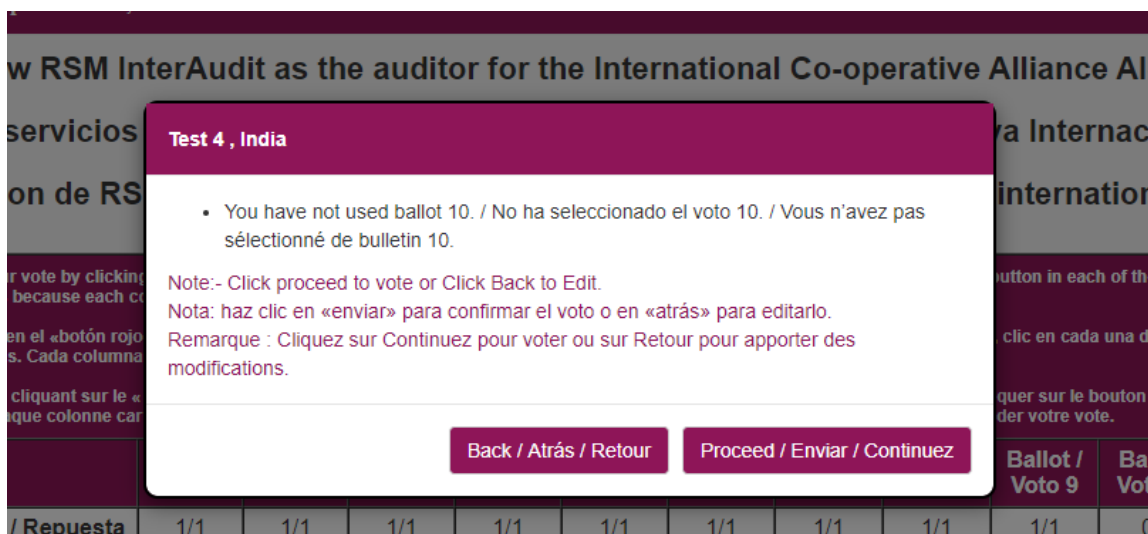 w RSM InterAudit as the auditor for the International Co-operative Alliance Al
servicios
va Internac
on de RS
internation
Test 4 , India
• You have not used ballot 10. / No ha seleccionado el voto 10. / Vous n’avez pas
sélectionné de bulletin 10.
Note:- Click proceed to vote or Click Back to Edit.
Nota: haz clic en «enviar» para confirmar el voto o en «atrás» para editarlo.
Remarque : Cliquez sur Continuez pour voter ou sur Retour pour apporter des
modifications.
Back / Atrás / Retour
Proceed / Enviar / Continuez
r vote by clicking
utton in each of th
because each c
en el «botón rojo
, clic en cada una d
s. Cada columna
cliquant sur le «
quer sur le bouton
aque colonne car
der votre vote.
Ballot /
Voto 9
Ba
Vot
/ Repuesta 1/1 1/1 1/1 1/1 1/1 1/1 1/1 1/1 1/1